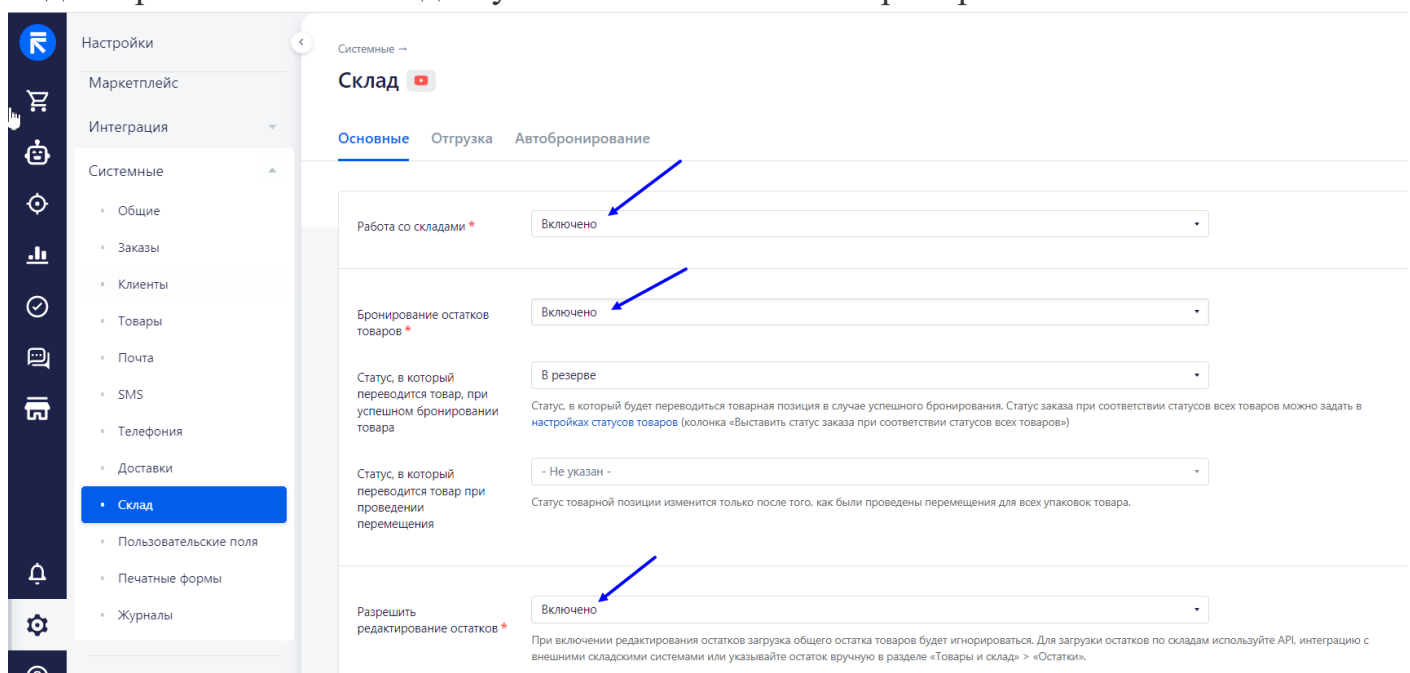 Настройки
Маркетплейс
Интеграция
Системные
Общие
Заказы
Клиенты
Товары
Почта
SMS
Телефония
Доставки
Склад
Пользовательские поля
Печатные формы
Журналы
Системные →
Склад
Основные Отгрузка Автобронирование
Работа со складами *
Включено
Бронирование остатков
товаров *
Включено
Статус, в который
переводится товар, при
успешном бронировании
товара
В резерве
Статус, в который будет переводиться товарная позиция в случае успешного бронирования. Статус заказа при соответствии статусов всех товаров можно задать в
настройках статусов товаров (колонка «Выставить статус заказа при соответствии статусов всех товаров»)
Статус, в который
переводится товар при
проведении
перемещения
- Не указан -
Статус товарной позиции изменится только после того, как были проведены перемещения для всех упаковок товара.
Разрешить
редактирование остатков *
Включено
При включении редактирования остатков загрузка общего остатка товаров будет игнорироваться. Для загрузки остатков по складам используйте API, интеграцию с
внешними складскими системами или указывайте остаток вручную в разделе «Товары и склад» > «Остатки».